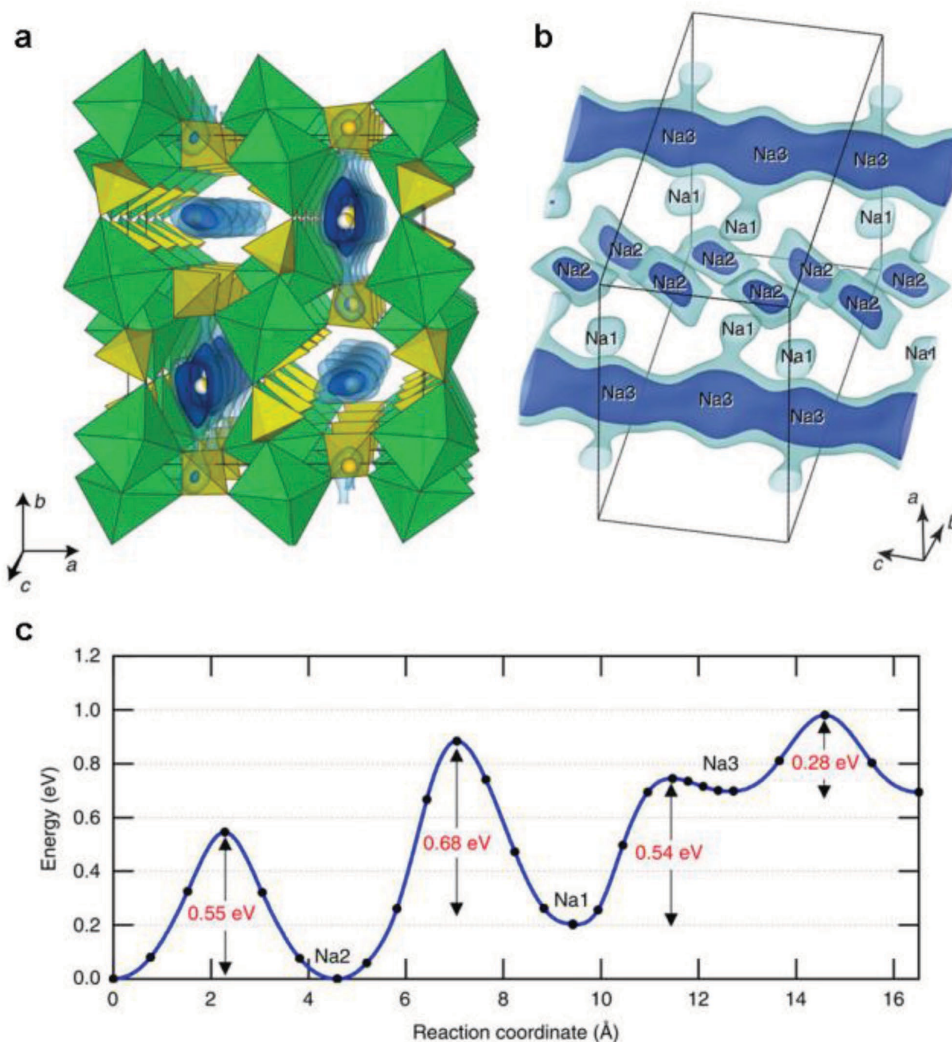 a
b
b
a
c
Na3
Na3
Na3
Na1
Na1
Na1
Na2
Na2
Na2
Na2
Na2
Na2
Na2
Na2
Na1
Na1
Na1
Na1
Na3
Na3
Na3
a
c
c
Energy (eV)
1.2
1.0
0.8
0.6
0.4
0.2
0.0
0.55 eV
Na2
0.68 eV
Na1
0.54 eV
Na3
0.28 eV
0 2 4 6 8 10 12 14 16
Reaction coordinate (Å)